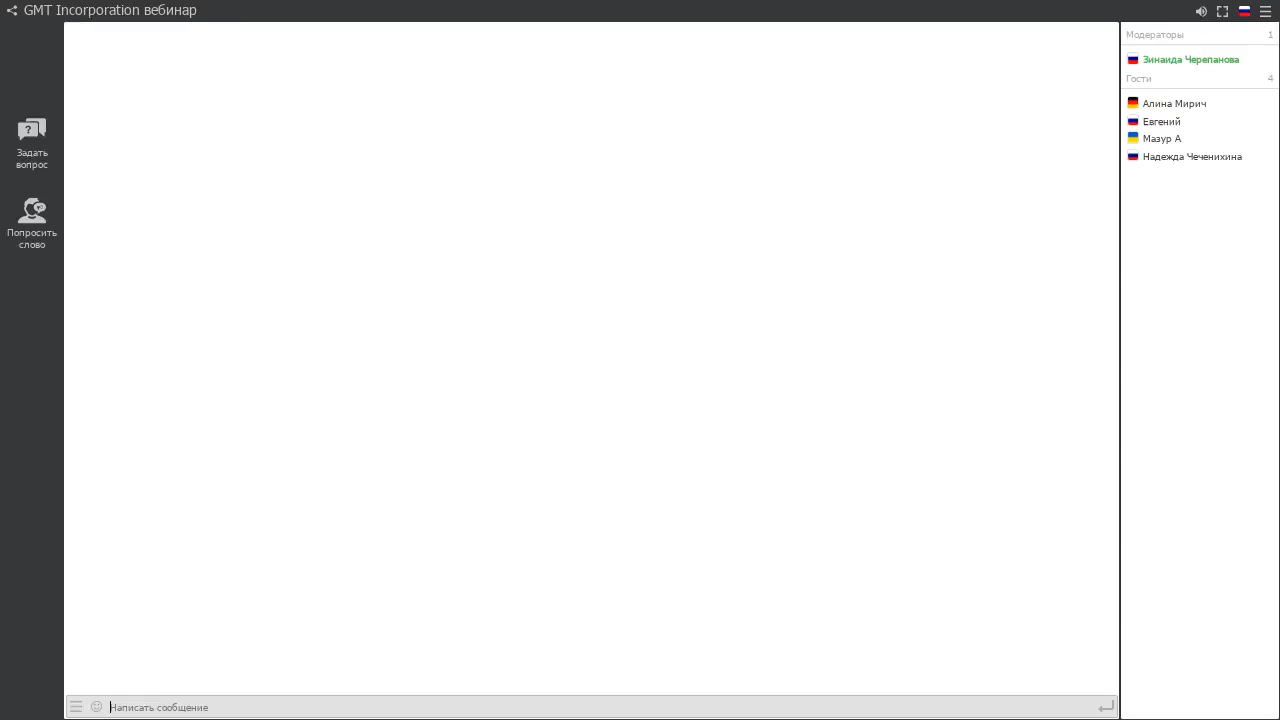 GMT Incorporation вебинар
Модераторы 1
Зинаида Черепанова
Гости 4
Алина Мирич
Евгений
Мазур А
Надежда Чеченихина
?
Задать
вопрос
Попросить
слово
Написать сообщение